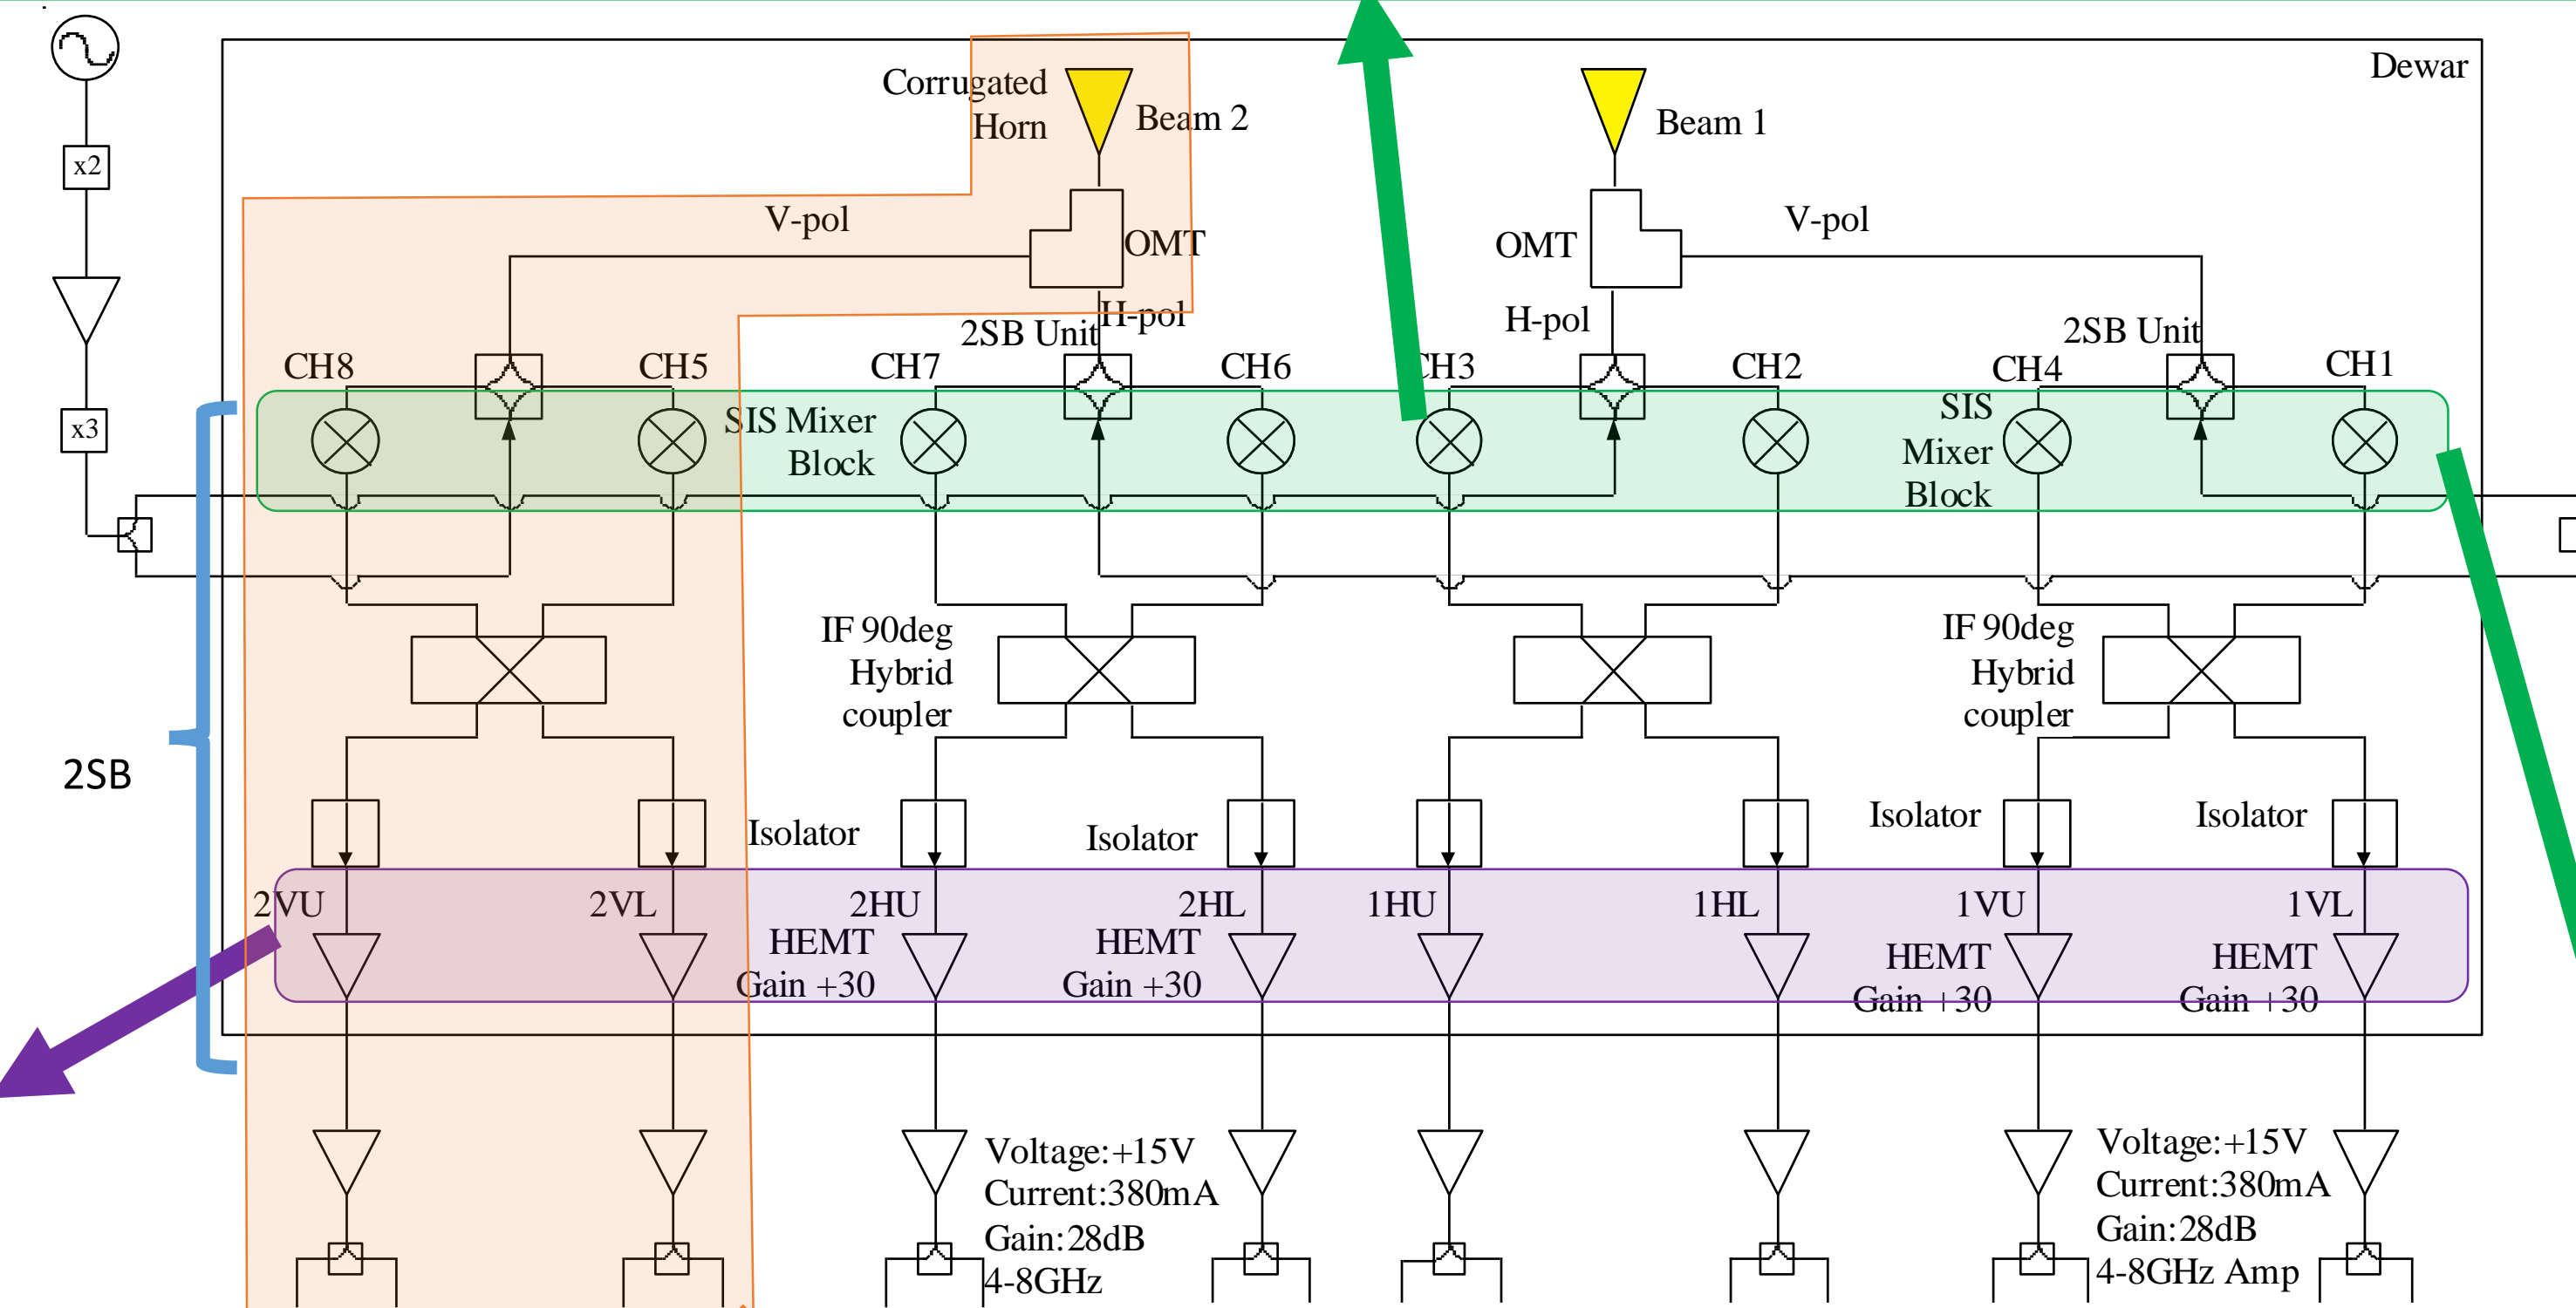 Dewar
Corrugated
Horn
Beam 2
Beam 1
x2
V-pol
OMT
OMT
V-pol
H-pol
H-pol
2SB Unit
2SB Unit
CH8
CH5
CH7
CH6
CH3
CH2
CH4
CH1
x3
SIS Mixer
Block
SIS
Mixer
Block
IF 90deg
Hybrid
coupler
IF 90deg
Hybrid
coupler
2SB
Isolator
Isolator
Isolator
Isolator
2VU
2VL
2HU
2HL
1HU
1HL
1VU
1VL
HEMT
Gain +30
HEMT
Gain +30
HEMT
Gain +30
HEMT
Gain +30
Voltage:+15V
Current:380mA
Gain:28dB
4-8GHz
Voltage:+15V
Current:380mA
Gain:28dB
4-8GHz Amp